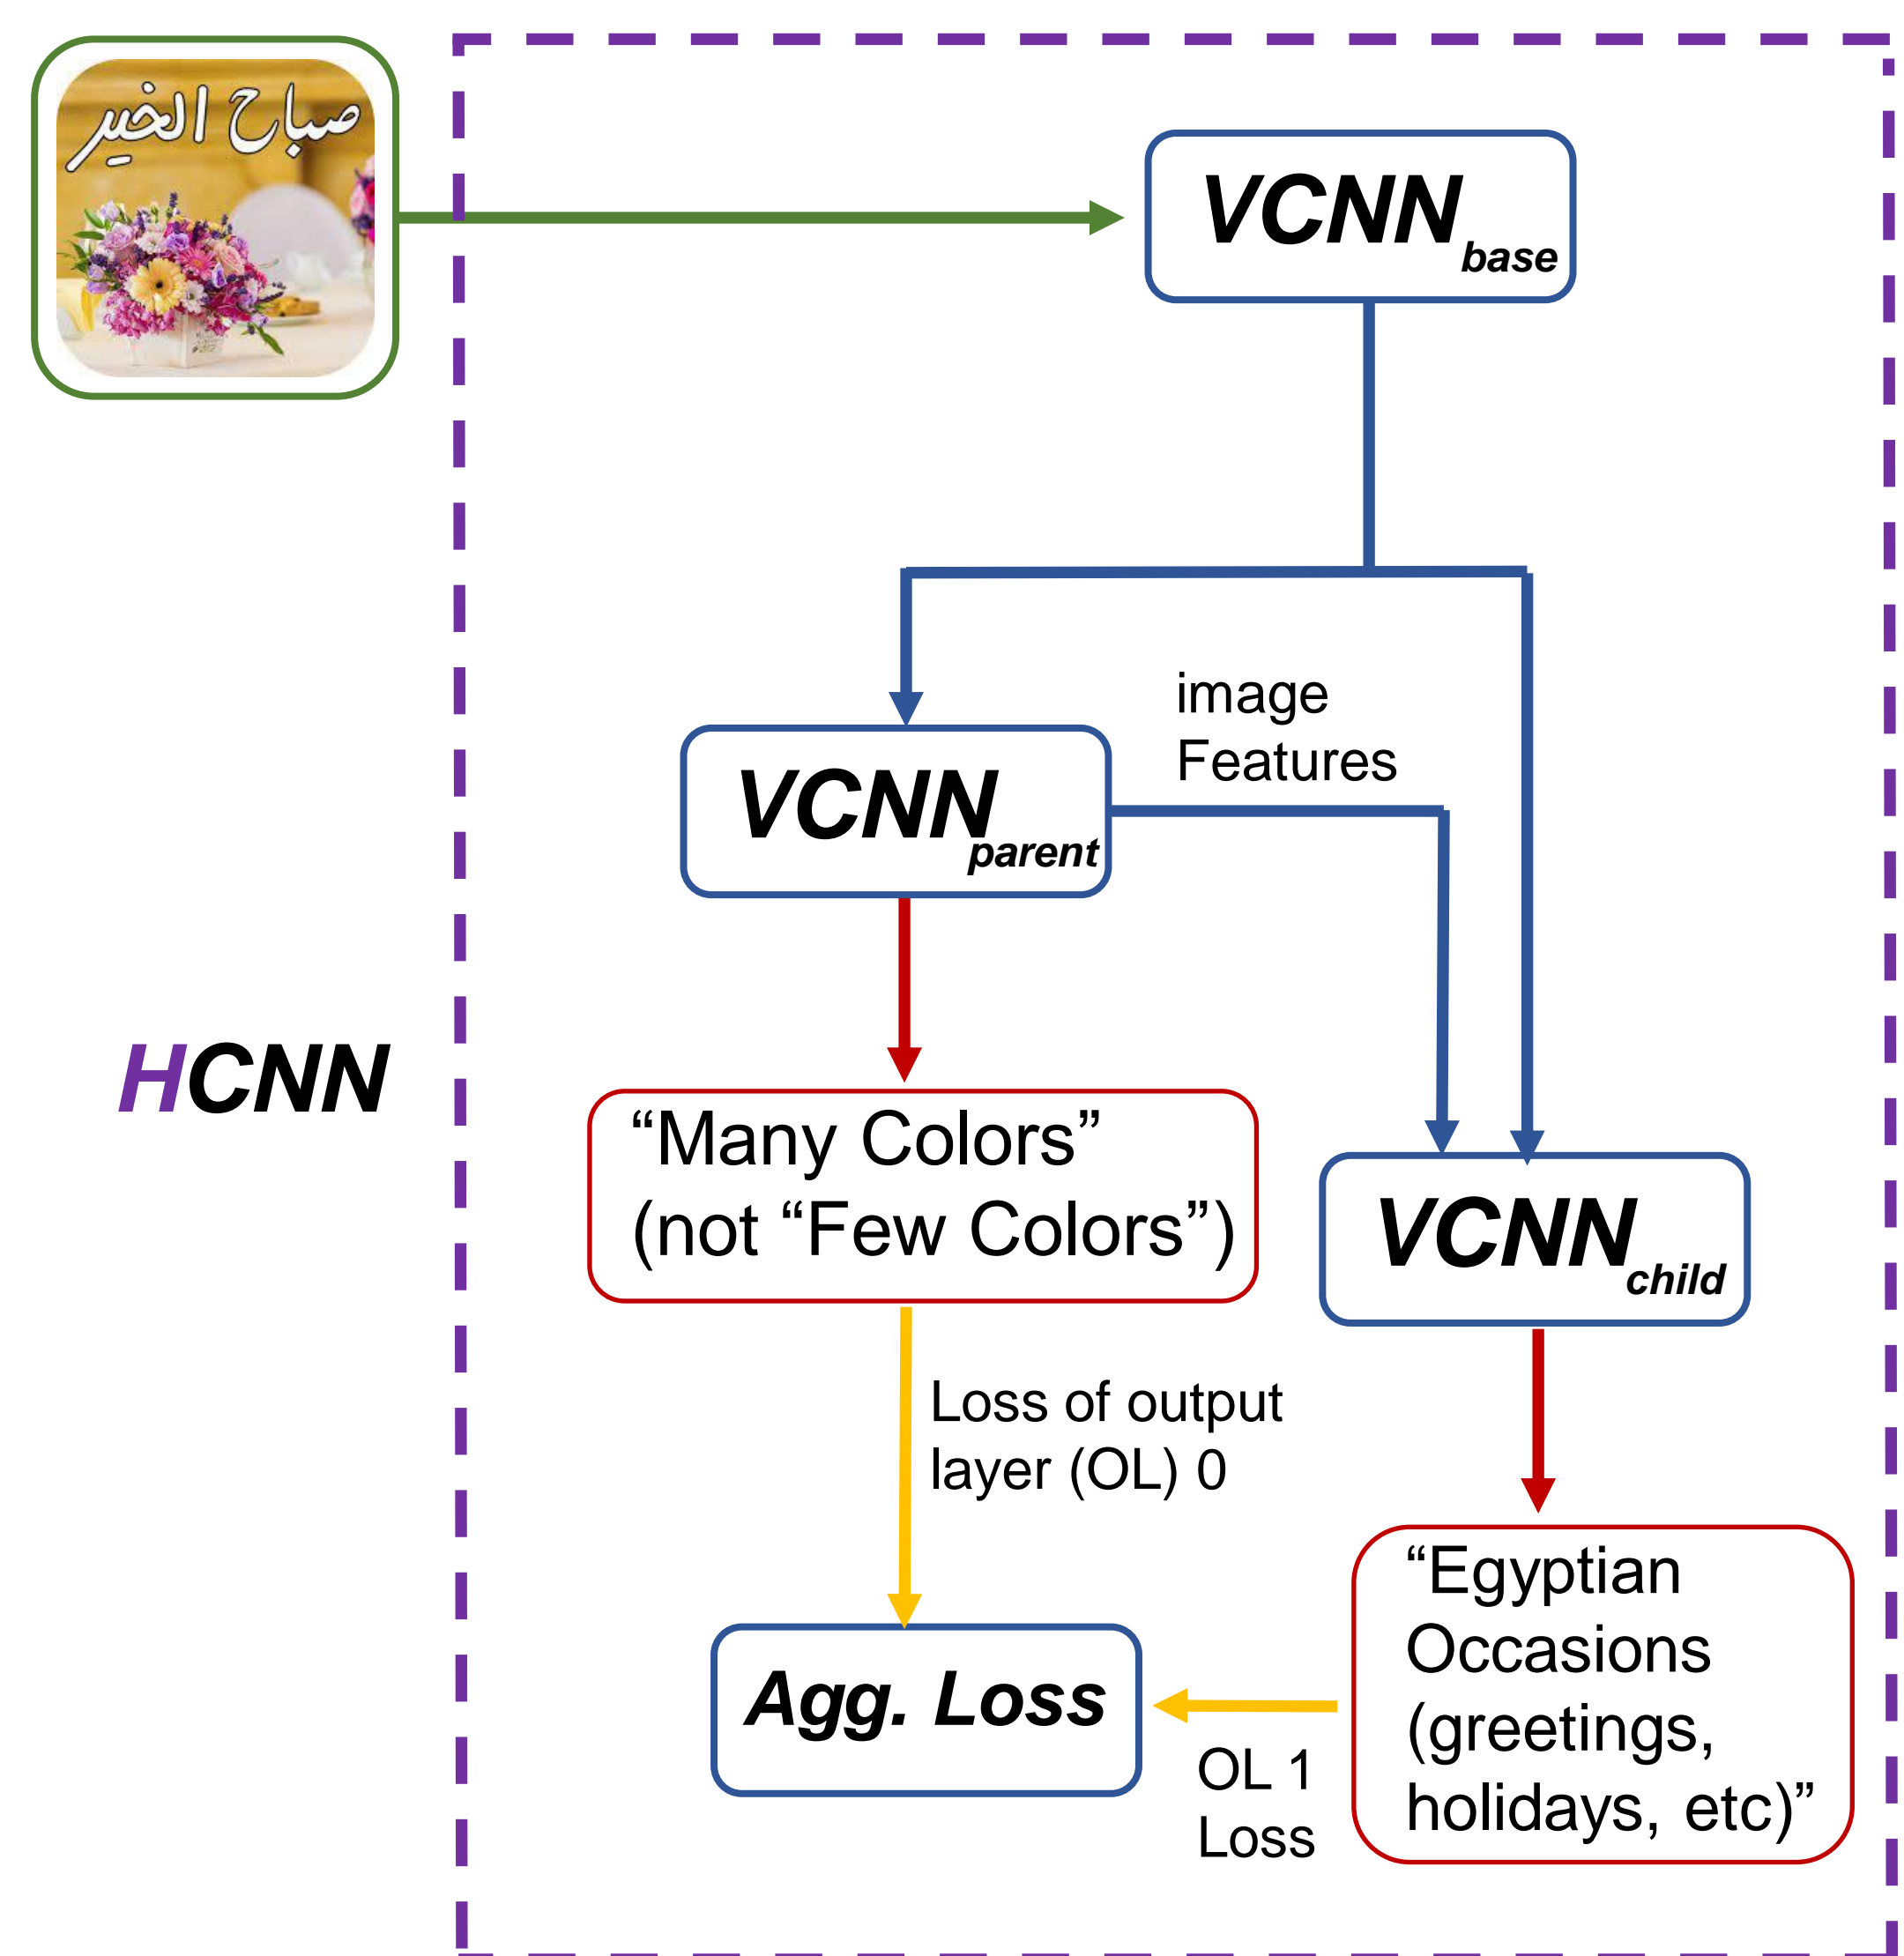 صباح الخير
VCNN base
image
Features
VCNN parent
HCNN
“Many Colors”
(not “Few Colors”)
VCNN child
Loss of output
layer (OL) 0
“Egyptian
Occasions
(greetings,
holidays, etc)”
Agg. Loss
OL 1
Loss